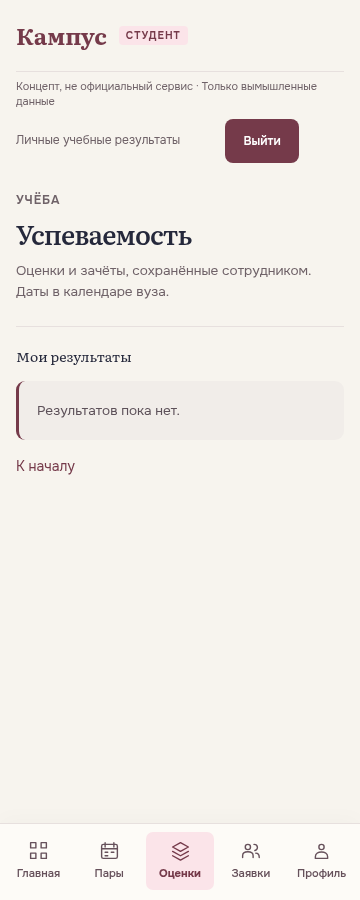 Кампус
СТУДЕНТ
Концепт, не официальный сервис · Только вымышленные
данные
Личные учебные результаты
Выйти
УЧЁБА
Успеваемость
Оценки и зачёты, сохранённые сотрудником.
Даты в календаре вуза.
Мои результаты
Результатов пока нет.
К началу
Главная
Пары
Оценки
Заявки
Профиль